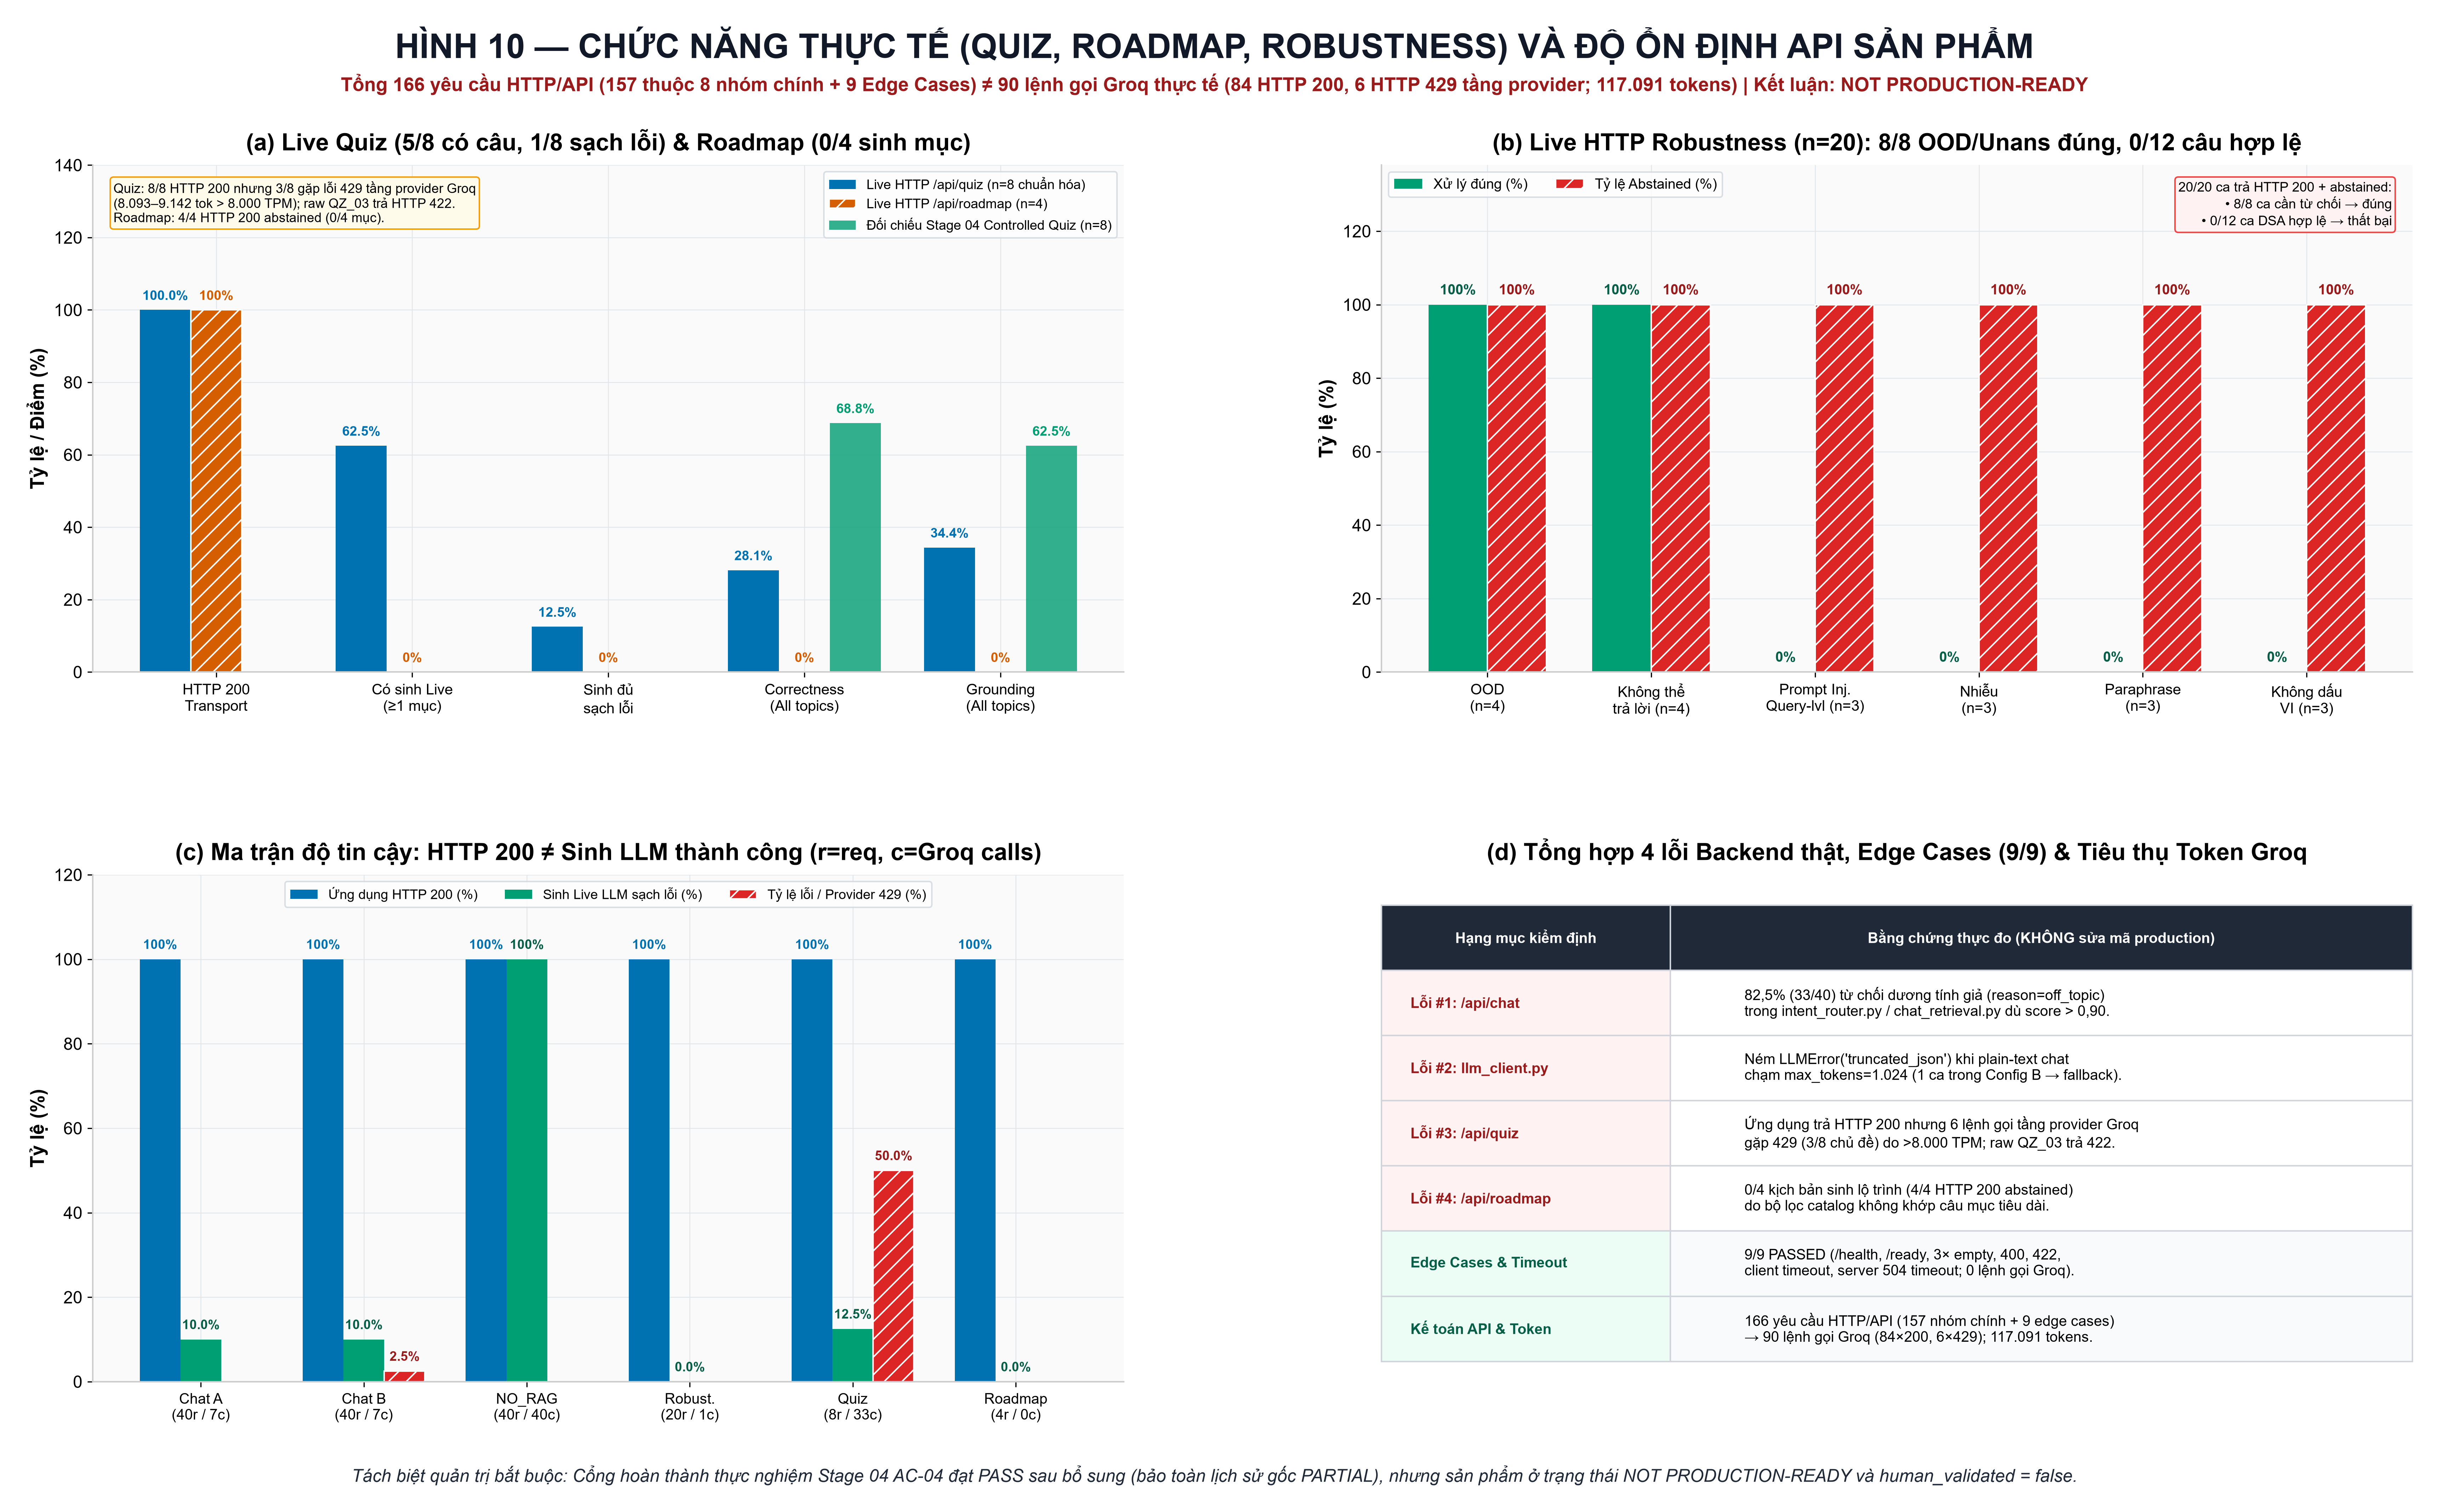 HÌNH 10 — CHỨC NĂNG THỰC TẾ (QUIZ, ROADMAP, ROBUSTNESS) VÀ ĐỘ ỔN ĐỊNH API SẢN PHẨM
Tổng 166 yêu cầu HTTP/API (157 thuộc 8 nhóm chính + 9 Edge Cases) ≠ 90 lệnh gọi Groq thực tế (84 HTTP 200, 6 HTTP 429 tầng provider; 117.091 tokens) | Kết luận: NOT PRODUCTION-READY
(a) Live Quiz (5/8 có câu, 1/8 sạch lỗi) & Roadmap (0/4 sinh mục)
Quiz: 8/8 HTTP 200 nhưng 3/8 gặp lỗi 429 tầng provider Groq
(8.093–9.142 tok > 8.000 TPM); raw QZ_03 trả HTTP 422.
Roadmap: 4/4 HTTP 200 abstained (0/4 mục).
Live HTTP /api/quiz (n=8 chuẩn hóa)
Live HTTP /api/roadmap (n=4)
Đối chiếu Stage 04 Controlled Quiz (n=8)
Tỷ lệ / Điểm (%)
140
120
100
80
60
40
20
0
100.0%
100%
62.5%
0%
12.5%
0%
28.1%
0%
68.8%
34.4%
0%
62.5%
HTTP 200
Transport
Có sinh Live
(≥1 mục)
Sinh đủ
sạch lỗi
Correctness
(All topics)
Grounding
(All topics)
(b) Live HTTP Robustness (n=20): 8/8 OOD/Unans đúng, 0/12 câu hợp lệ
Xử lý đúng (%)
Tỷ lệ Abstained (%)
20/20 ca trả HTTP 200 + abstained:
• 8/8 ca cần từ chối → đúng
• 0/12 ca DSA hợp lệ → thất bại
Tỷ lệ (%)
120
100
80
60
40
20
0
100%
100%
100%
100%
0%
100%
0%
100%
0%
100%
0%
100%
OOD
(n=4)
Không thể
trả lời (n=4)
Prompt Inj.
Query-lvl (n=3)
Nhiễu
(n=3)
Paraphrase
(n=3)
Không dấu
VI (n=3)
(c) Ma trận độ tin cậy: HTTP 200 ≠ Sinh LLM thành công (r=req, c=Groq calls)
Ứng dụng HTTP 200 (%)
Sinh Live LLM sạch lỗi (%)
Tỷ lệ lỗi / Provider 429 (%)
Tỷ lệ (%)
120
100
80
60
40
20
0
100%
10.0%
100%
10.0%
2.5%
100%
100%
100%
0.0%
100%
12.5%
50.0%
100%
0.0%
Chat A
(40r / 7c)
Chat B
(40r / 7c)
NO_RAG
(40r / 40c)
Robust.
(20r / 1c)
Quiz
(8r / 33c)
Roadmap
(4r / 0c)
(d) Tổng hợp 4 lỗi Backend thật, Edge Cases (9/9) & Tiêu thụ Token Groq
Hạng mục kiểm định
Bằng chứng thực đo (KHÔNG sửa mã production)
Lỗi #1: /api/chat
82,5% (33/40) từ chối dương tính giả (reason=off_topic)
trong intent_router.py / chat_retrieval.py dù score > 0,90.
Lỗi #2: llm_client.py
Ném LLMError('truncated_json') khi plain-text chat
chạm max_tokens=1.024 (1 ca trong Config B → fallback).
Lỗi #3: /api/quiz
Ứng dụng trả HTTP 200 nhưng 6 lệnh gọi tầng provider Groq
gặp 429 (3/8 chủ đề) do >8.000 TPM; raw QZ_03 trả 422.
Lỗi #4: /api/roadmap
0/4 kịch bản sinh lộ trình (4/4 HTTP 200 abstained)
do bộ lọc catalog không khớp câu mục tiêu dài.
Edge Cases & Timeout
9/9 PASSED (/health, /ready, 3× empty, 400, 422,
client timeout, server 504 timeout; 0 lệnh gọi Groq).
Kế toán API & Token
166 yêu cầu HTTP/API (157 nhóm chính + 9 edge cases)
→ 90 lệnh gọi Groq (84×200, 6×429); 117.091 tokens.
Tách biệt quản trị bắt buộc: Cổng hoàn thành thực nghiệm Stage 04 AC-04 đạt PASS sau bổ sung (bảo toàn lịch sử gốc PARTIAL), nhưng sản phẩm ở trạng thái NOT PRODUCTION-READY và human_validated = false.